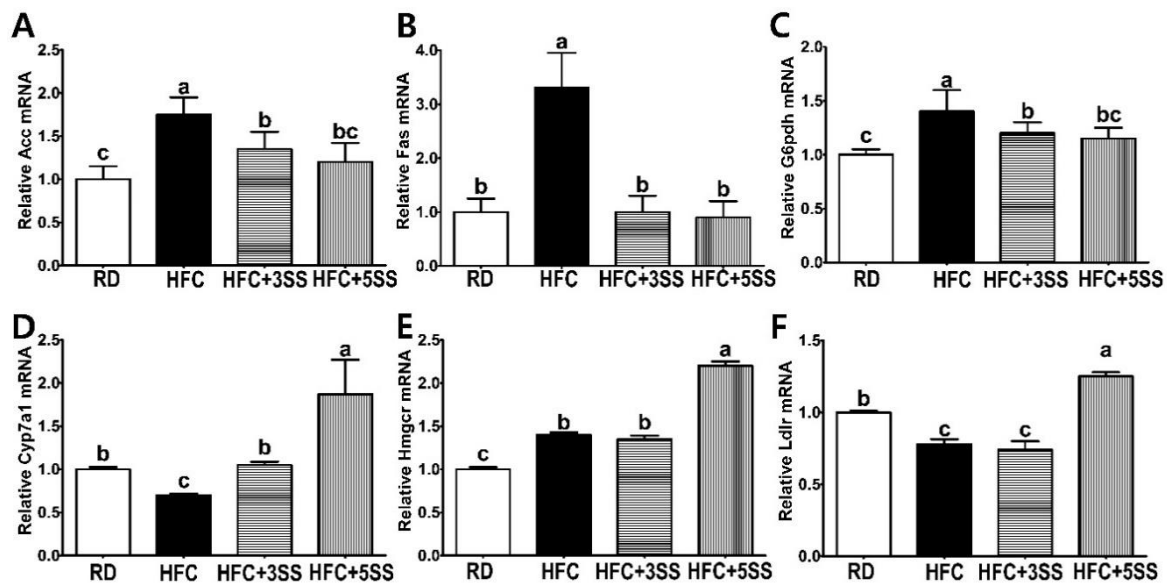 A
Relative Acc mRNA
2.5
2.0
1.5
1.0
0.5
0.0
c
a
b
bc
RD
HFC
HFC+3SS
HFC+5SS
B
Relative Fas mRNA
4.0
3.0
2.0
1.0
0.0
b
a
b
b
RD
HFC
HFC+3SS
HFC+5SS
C
Relative G6pdh mRNA
2.0
1.5
1.0
0.5
0.0
c
a
b
bc
RD
HFC
HFC+3SS
HFC+5SS
D
Relative Cyp7a1 mRNA
2.5
2.0
1.5
1.0
0.5
0.0
b
c
b
a
RD
HFC
HFC+3SS
HFC+5SS
E
Relative Hmgcr mRNA
2.5
2.0
1.5
1.0
0.5
0.0
c
b
b
a
RD
HFC
HFC+3SS
HFC+5SS
F
Relative Ldlr mRNA
1.5
1.0
0.5
0.0
b
c
c
a
RD
HFC
HFC+3SS
HFC+5SS